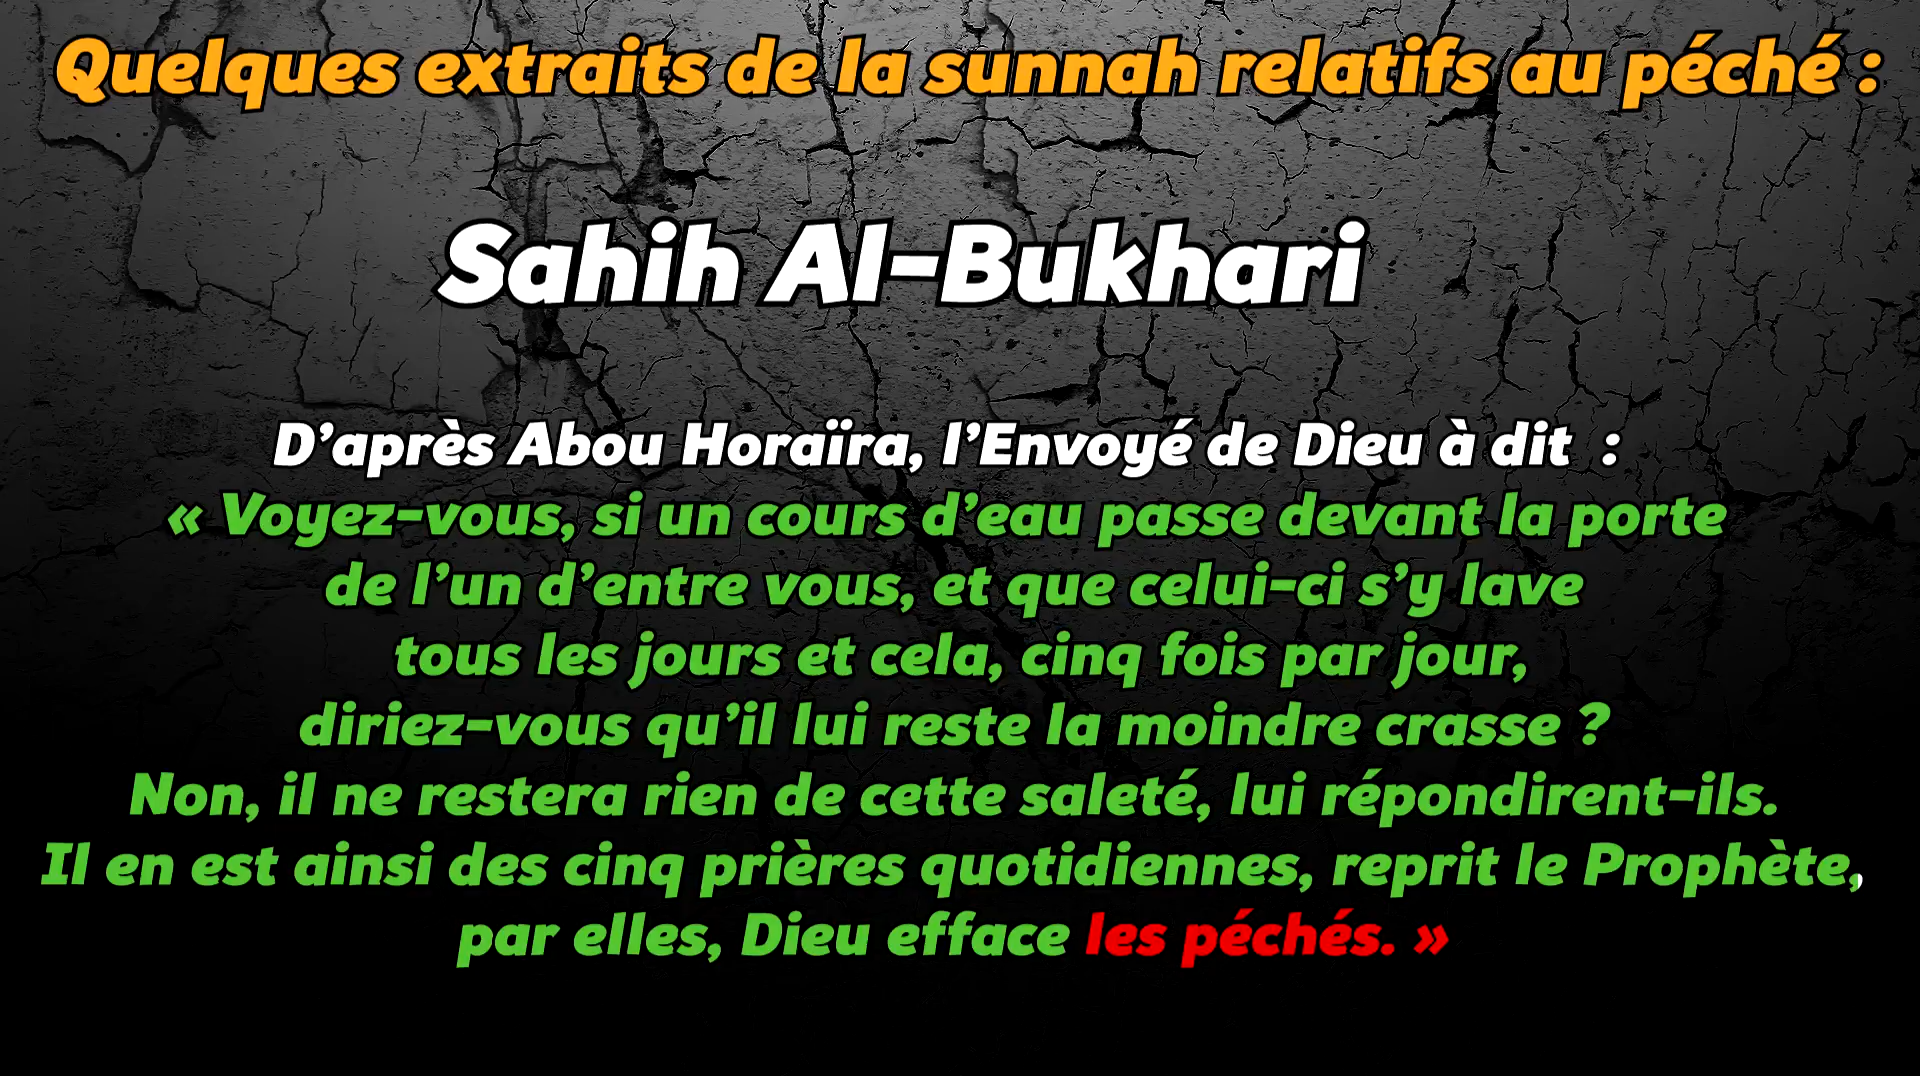 Quelques extraits de la sunnah relatifs au péché :
Sahih Al-Bukhari
D’après Abou Horaïra, l’Envoyé de Dieu à dit :
« Voyez-vous, si un cours d’eau passe devant la porte
de l’un d’entre vous, et que celui-ci s’y lave
tous les jours et cela, cinq fois par jour,
diriez-vous qu’il lui reste la moindre crasse ?
Non, il ne restera rien de cette saleté, lui répondirent-ils.
Il en est ainsi des cinq prières quotidiennes, reprit le Prophète,
par elles, Dieu efface les péchés. »